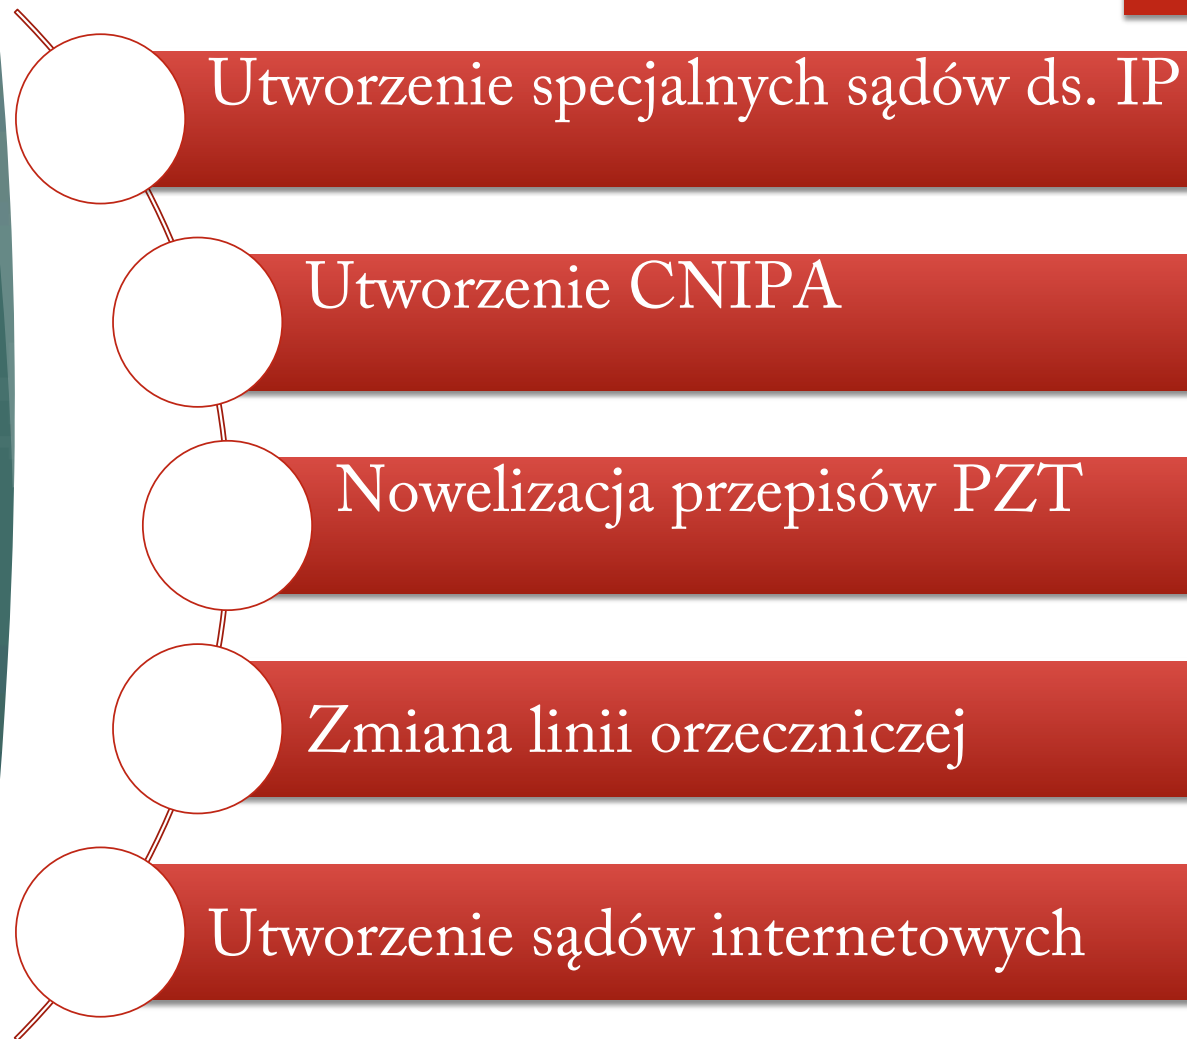 Utworzenie specjalnych sądów ds. IP
Utworzenie CNIPA
Nowelizacja przepisów PZT
Zmiana linii orzeczniczej
Utworzenie sądów internetowych